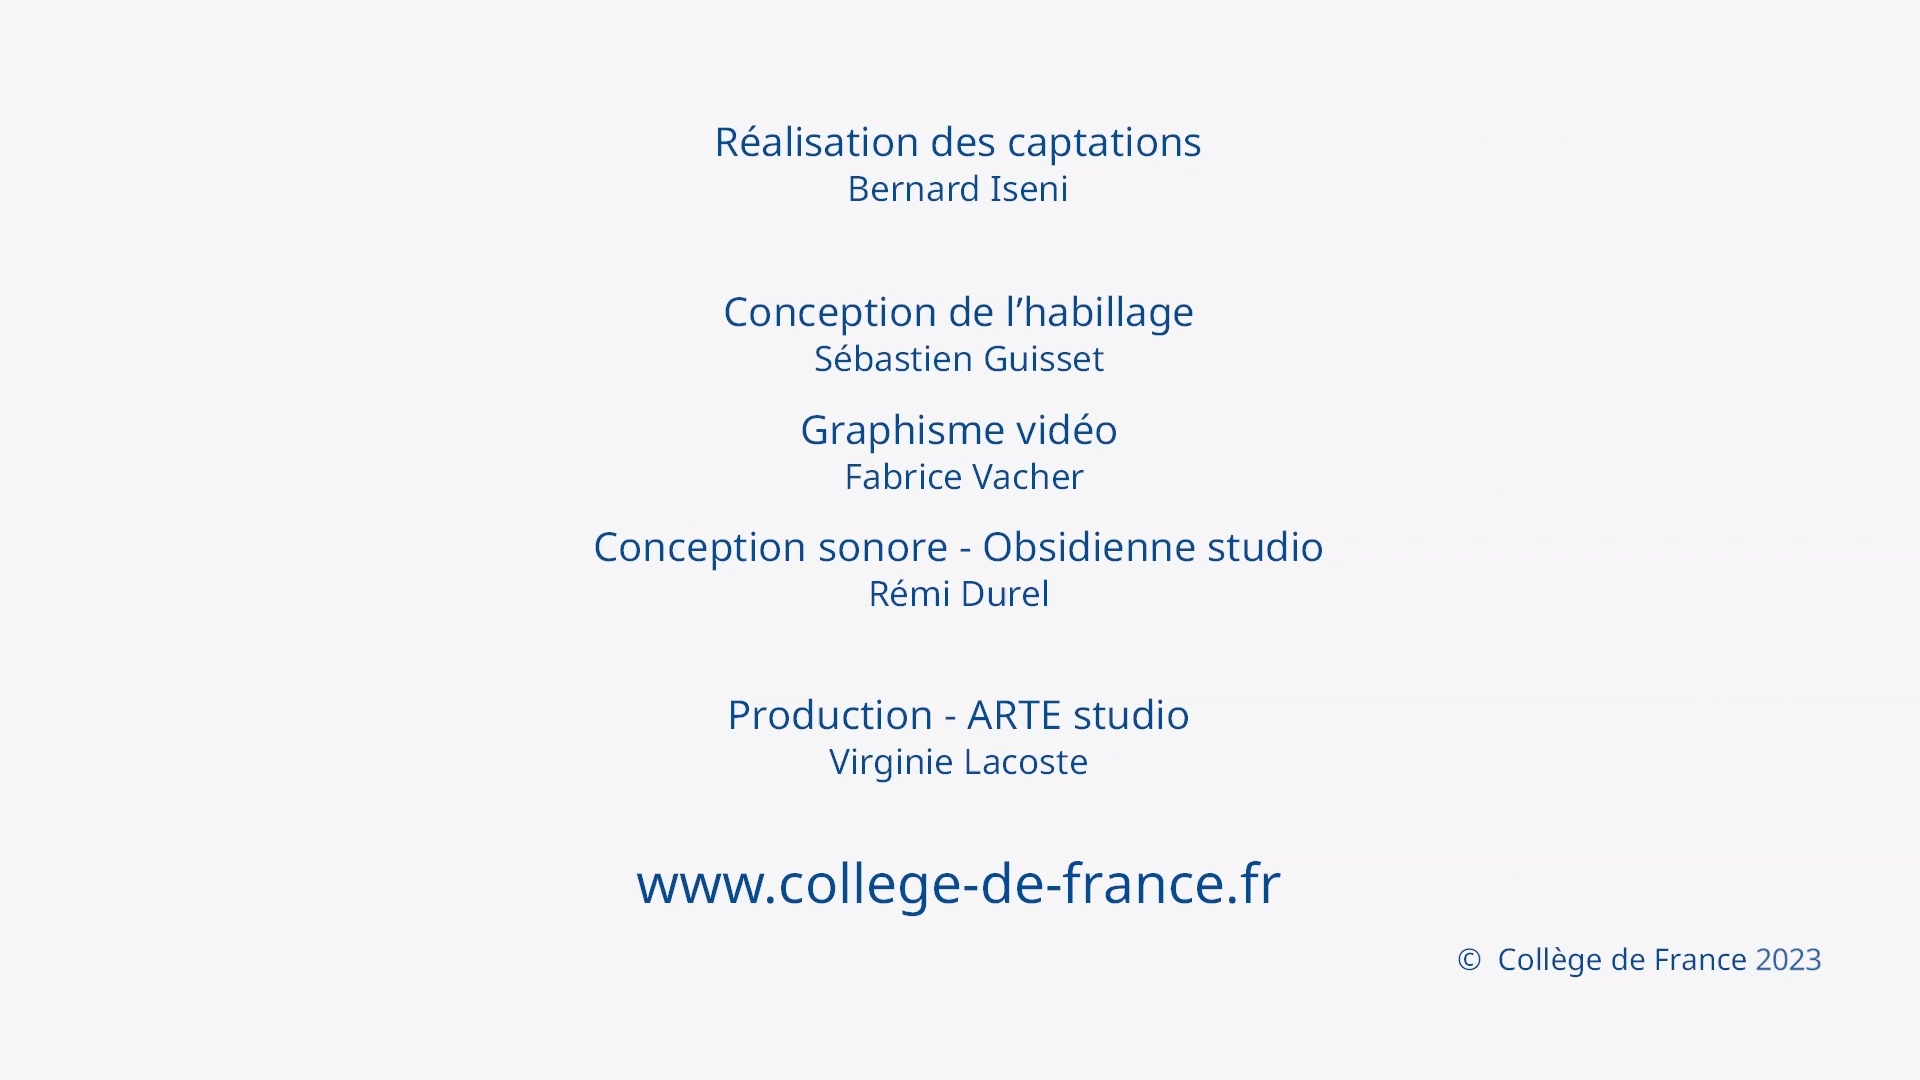 Réalisation des captations
Bernard Iseni
Conception de l’habillage
Sébastien Guisset
Graphisme vidéo
Fabrice Vacher
Conception sonore - Obsidienne studio
Rémi Durel
Production - ARTE studio
Virginie Lacoste
www.college-de-france.fr
© Collège de France 2023